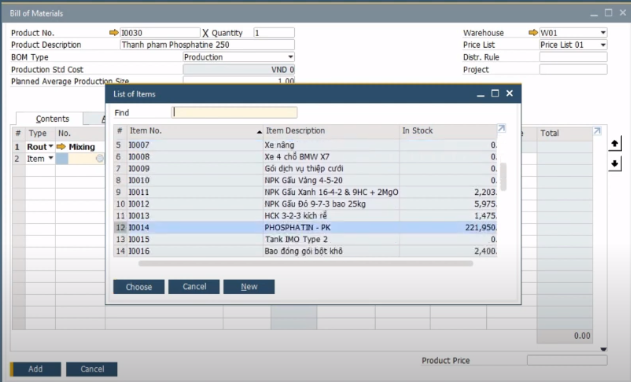 Bill of Materials
Product No. I0030 X Quantity 1
Product Description Thanh pham Phosphatine 250
BOM Type Production
Production Std Cost VND 0
Planned Average Production Size 1.00
Warehouse W01
Price List Price List 01
Distr. Rule
Project
Contents
# Type No. Total
1 Rout Mixing
2 Item
List of Items
Find
# Item No. Item Description In Stock
5 I0007 Xe nâng 0.
6 I0008 Xe 4 chỗ BMW X7 0.
7 I0009 Gói dịch vụ thiệp cưới 0.
8 I0010 NPK Gấu Vàng 4-5-20 0.
9 I0011 NPK Gấu Xanh 16-4-2 & 9HC + 2MgO 2,203.
10 I0012 NPK Gấu Đỏ 9-7-3 bao 25kg 5,975.
11 I0013 HCK 3-2-3 kích rễ 1,475.
12 I0014 PHOSPHATIN - PK 221,950.
13 I0015 Tank IMO Type 2 0.
14 I0016 Bao đóng gói bột khô 2,400.
Choose Cancel New
0.00
Product Price
Add Cancel